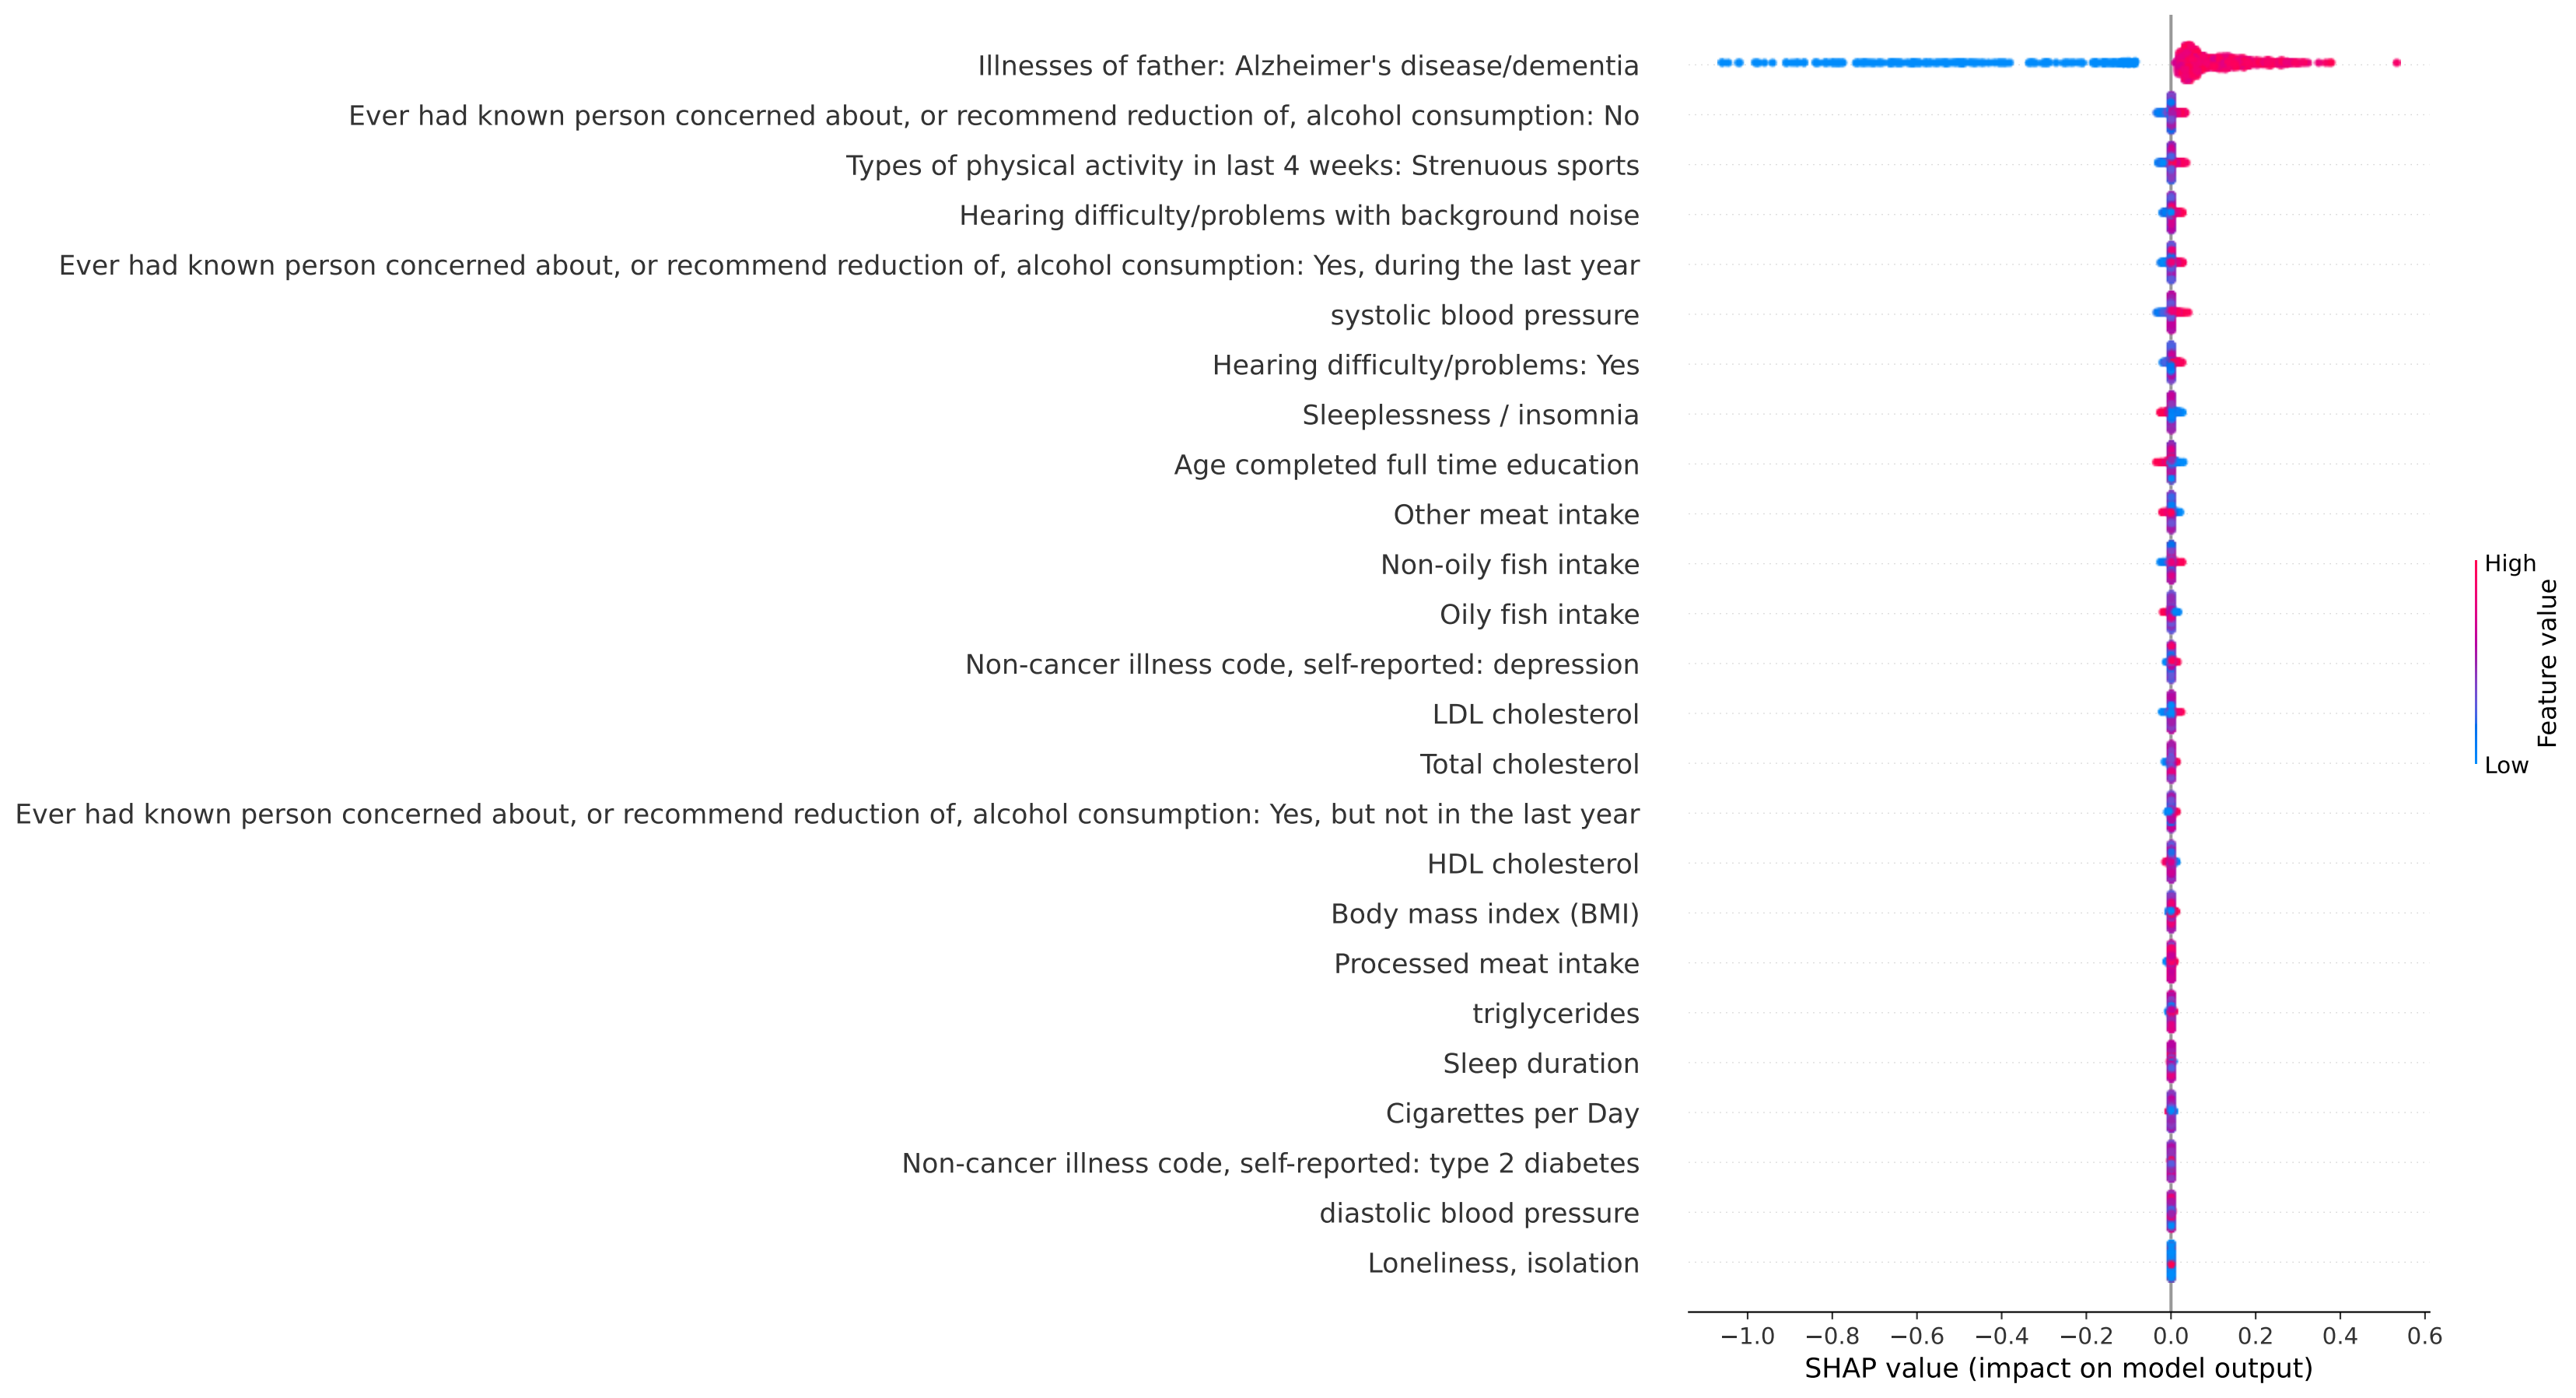 Illnesses of father: Alzheimer's disease/dementia
Ever had known person concerned about, or recommend reduction of, alcohol consumption: No
Types of physical activity in last 4 weeks: Strenuous sports
Hearing difficulty/problems with background noise
Ever had known person concerned about, or recommend reduction of, alcohol consumption: Yes, during the last year
systolic blood pressure
Hearing difficulty/problems: Yes
Sleeplessness / insomnia
Age completed full time education
Other meat intake
Non-oily fish intake
Oily fish intake
Non-cancer illness code, self-reported: depression
LDL cholesterol
Total cholesterol
Ever had known person concerned about, or recommend reduction of, alcohol consumption: Yes, but not in the last year
HDL cholesterol
Body mass index (BMI)
Processed meat intake
triglycerides
Sleep duration
Cigarettes per Day
Non-cancer illness code, self-reported: type 2 diabetes
diastolic blood pressure
Loneliness, isolation
−1.0 −0.8 −0.6 −0.4 −0.2 0.0 0.2 0.4 0.6
SHAP value (impact on model output)
High
Feature value
Low